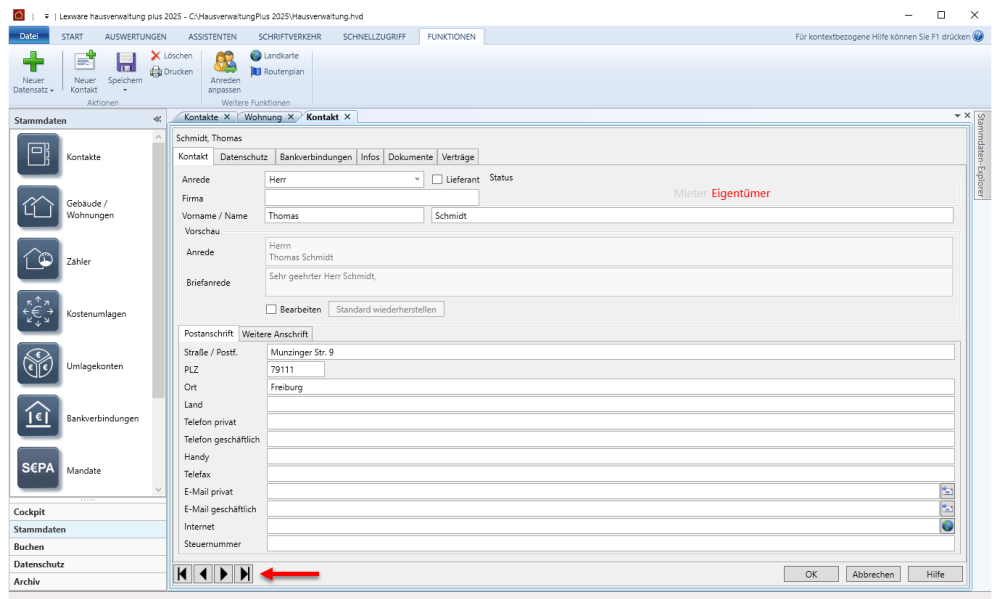 Lexware hausverwaltung plus 2025 - C:\HausverwaltungPlus 2025\Hausverwaltung.hvd
Datei START AUSWERTUNGEN ASSISTENTEN SCHRIFTVERKEHR SCHNELLZUGRIFF FUNKTIONEN Für kontextbezogene Hilfe können Sie F1 drücken
Neuer Datensatz
Neuer Kontakt
Speichern
Löschen
Drucken
Aktionen
Anreden anpassen
Landkarte
Routenplan
Weitere Funktionen
Stammdaten
Kontakte
Gebäude / Wohnungen
Zähler
Kostenumlagen
Umlagekonten
Bankverbindungen
S€PA Mandate
Cockpit
Stammdaten
Buchen
Datenschutz
Archiv
Kontakte Wohnung Kontakt
Schmidt, Thomas
Kontakt Datenschutz Bankverbindungen Infos Dokumente Verträge
Anrede Herr Lieferant Status
Mieter Eigentümer
Firma
Vorname / Name Thomas Schmidt
Vorschau
Anrede Herrn
Thomas Schmidt
Briefanrede Sehr geehrter Herr Schmidt,
Bearbeiten Standard wiederherstellen
Postanschrift Weitere Anschrift
Straße / Postf. Munzinger Str. 9
PLZ 79111
Ort Freiburg
Land
Telefon privat
Telefon geschäftlich
Handy
Telefax
E-Mail privat
E-Mail geschäftlich
Internet
Steuernummer
OK Abbrechen Hilfe
Stammdaten-Explorer